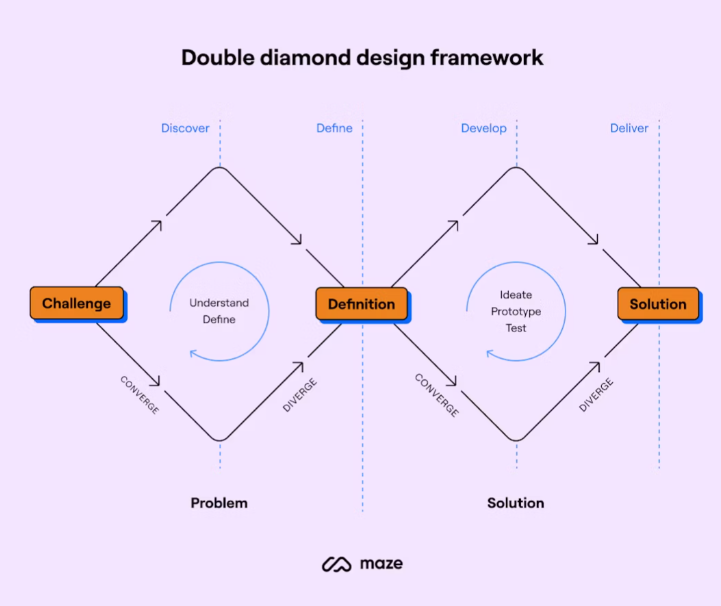 Double diamond design framework
Discover
Define
Develop
Deliver
Challenge
Understand
Define
Definition
Ideate
Prototype
Test
Solution
CONVERGE
DIVERGE
CONVERGE
DIVERGE
Problem
Solution
maze